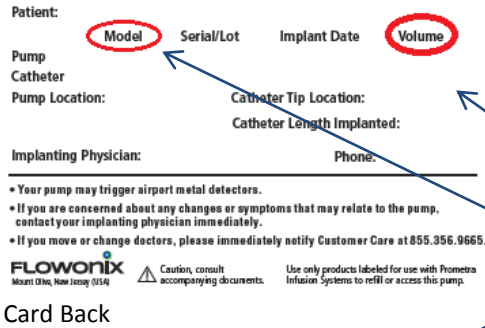 Patient:
Model Serial/Lot Implant Date Volume
Pump
Catheter
Pump Location: Catheter Tip Location:
Catheter Length Implanted:
Implanting Physician: Phone:
• Your pump may trigger airport metal detectors.
• If you are concerned about any changes or symptoms that may relate to the pump,
contact your implanting physician immediately.
• If you move or change doctors, please immediately notify Customer Care at 855.356.9665.
FLOWONIX
Mount Olive, New Jersey (USA)
Caution, consult
accompanying documents.
Use only products labeled for use with Prometra
Infusion Systems to refill or access this pump.
Card Back